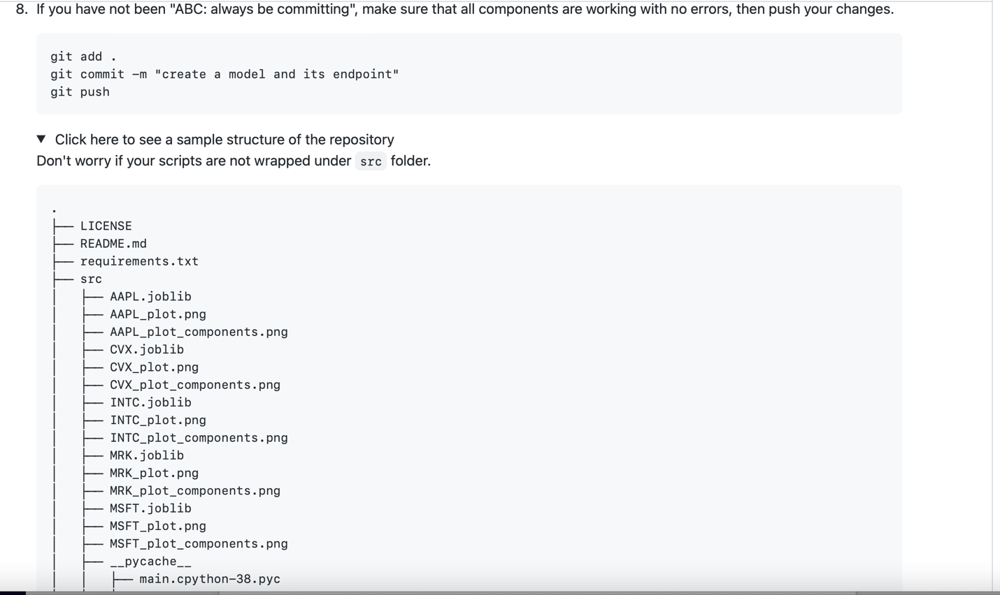 8. If you have not been "ABC: always be committing", make sure that all components are working with no errors, then push your changes.
git add .
git commit -m "create a model and its endpoint"
git push
▼ Click here to see a sample structure of the repository
Don't worry if your scripts are not wrapped under src folder.
.
├── LICENSE
├── README.md
├── requirements.txt
├── src
│   ├── AAPL.joblib
│   ├── AAPL_plot.png
│   ├── AAPL_plot_components.png
│   ├── CVX.joblib
│   ├── CVX_plot.png
│   ├── CVX_plot_components.png
│   ├── INTC.joblib
│   ├── INTC_plot.png
│   ├── INTC_plot_components.png
│   ├── MRK.joblib
│   ├── MRK_plot.png
│   ├── MRK_plot_components.png
│   ├── MSFT.joblib
│   ├── MSFT_plot.png
│   ├── MSFT_plot_components.png
│   ├── __pycache__
│   │   ├── main.cpython-38.pyc